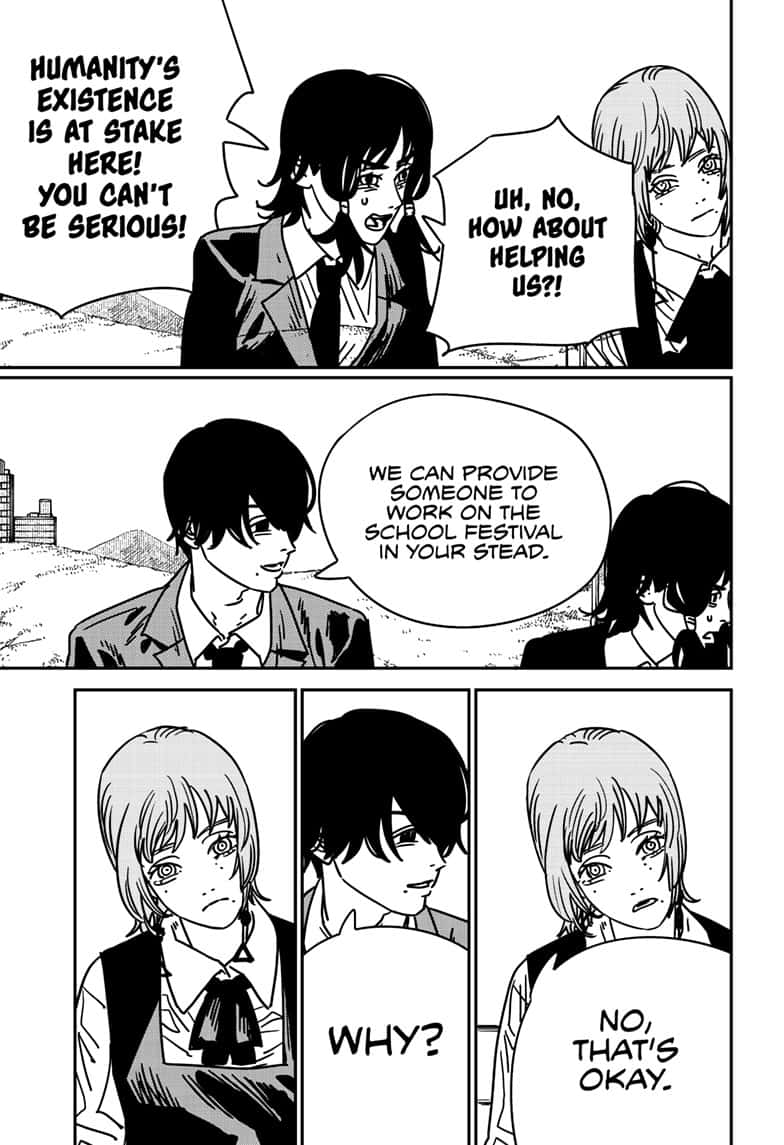 UH, NO,
HOW ABOUT
HELPING
US?!
HUMANITY'S
EXISTENCE
IS AT STAKE
HERE!
YOU CAN'T
BE SERIOUS!
WE CAN PROVIDE
SOMEONE TO
WORK ON THE
SCHOOL FESTIVAL
IN YOUR STEAD.
NO,
THAT'S
OKAY.
WHY?